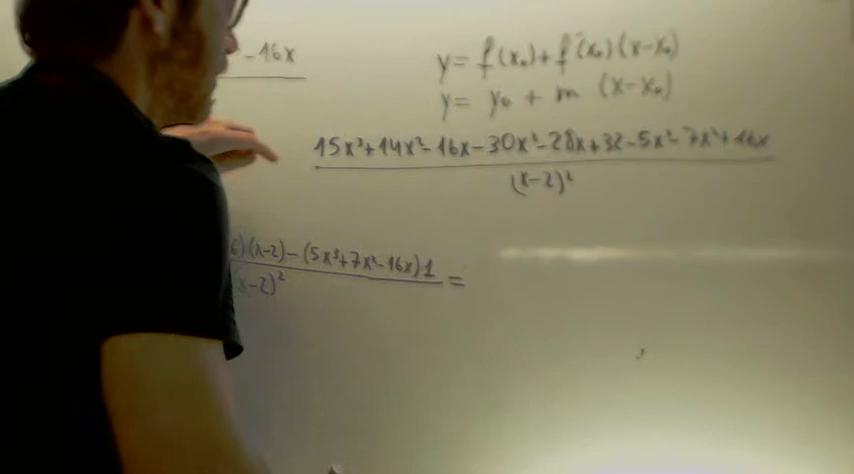 -16x
y = f(x₀) + f'(x₀)(x-x₀)
y = y₀ + m (x-x₀)
15x³+14x²-16x-30x²-28x+32-5x³-7x²+16x
(x-2)²
6)(x-2)-(5x³+7x²-16x)1 =
(x-2)²